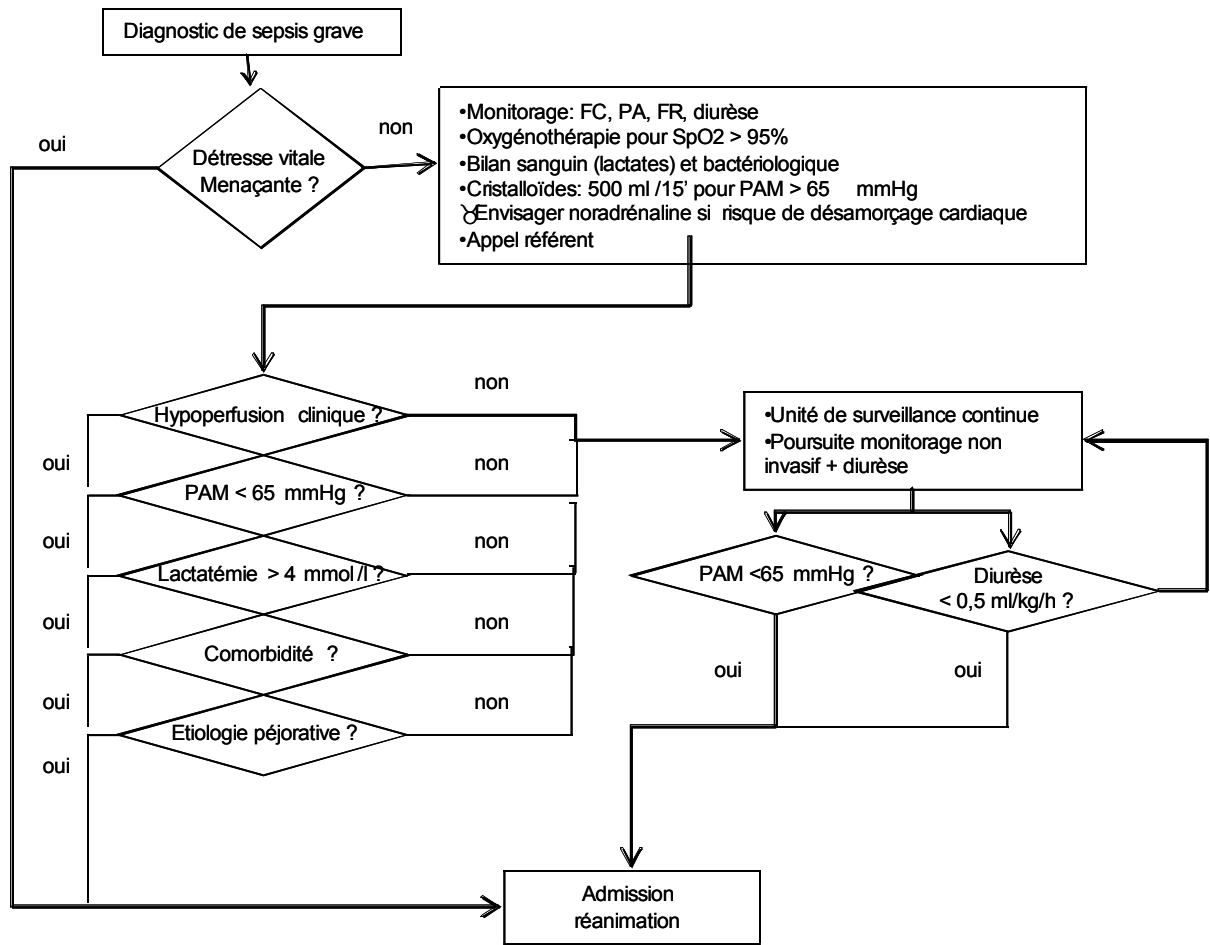 Diagnostic de sepsis grave
oui
non
Détresse vitale
Menaçante ?
•Monitorage: FC, PA, FR, diurèse
•Oxygénothérapie pour SpO2 > 95%
•Bilan sanguin (lactates) et bactériologique
•Cristalloïdes: 500 ml /15’ pour PAM > 65 mmHg
♉Envisager noradrénaline si risque de désamorçage cardiaque
•Appel référent
Hypoperfusion clinique ?
non
oui
PAM < 65 mmHg ?
non
oui
Lactatémie > 4 mmol /l ?
non
oui
Comorbidité ?
non
oui
Etiologie péjorative ?
non
oui
•Unité de surveillance continue
•Poursuite monitorage non
invasif + diurèse
PAM <65 mmHg ?
Diurèse
< 0,5 ml/kg/h ?
oui
oui
Admission
réanimation